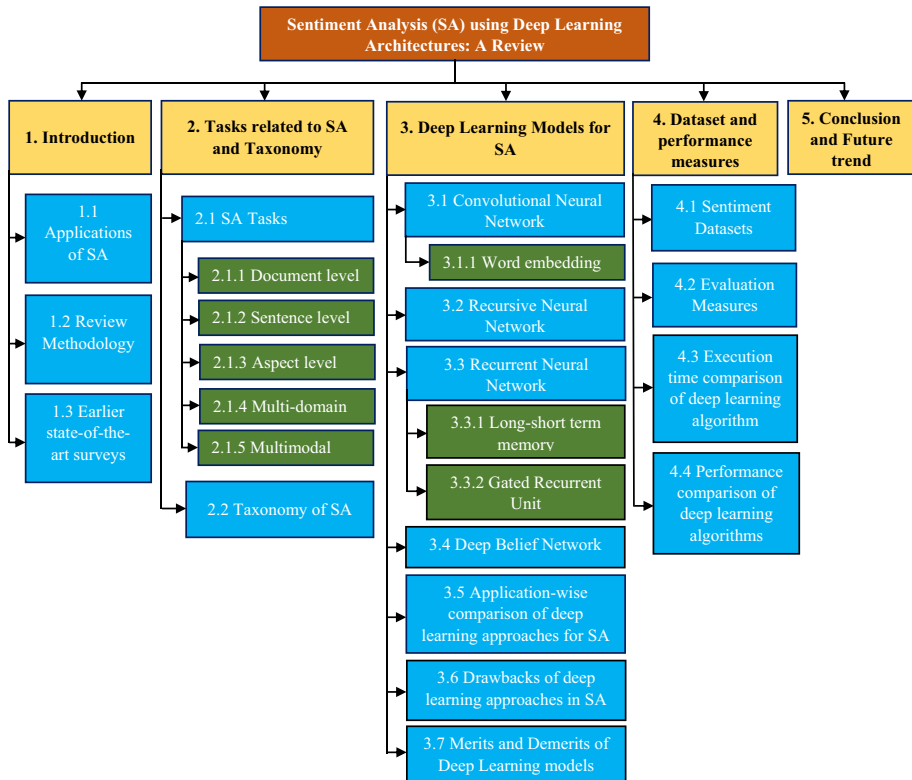 Sentiment Analysis (SA) using Deep Learning
Architectures: A Review
1. Introduction
1.1
Applications
of SA
1.2 Review
Methodology
1.3 Earlier
state-of-the-
art surveys
2. Tasks related to SA
and Taxonomy
2.1 SA Tasks
2.1.1 Document level
2.1.2 Sentence level
2.1.3 Aspect level
2.1.4 Multi-domain
2.1.5 Multimodal
2.2 Taxonomy of SA
3. Deep Learning Models for
SA
3.1 Convolutional Neural
Network
3.1.1 Word embedding
3.2 Recursive Neural
Network
3.3 Recurrent Neural
Network
3.3.1 Long-short term
memory
3.3.2 Gated Recurrent
Unit
3.4 Deep Belief Network
3.5 Application-wise
comparison of deep
learning approaches for SA
3.6 Drawbacks of deep
learning approaches in SA
3.7 Merits and Demerits of
Deep Learning models
4. Dataset and
performance
measures
4.1 Sentiment
Datasets
4.2 Evaluation
Measures
4.3 Execution
time comparison
of deep learning
algorithm
4.4 Performance
comparison of
deep learning
algorithms
5. Conclusion
and Future
trend